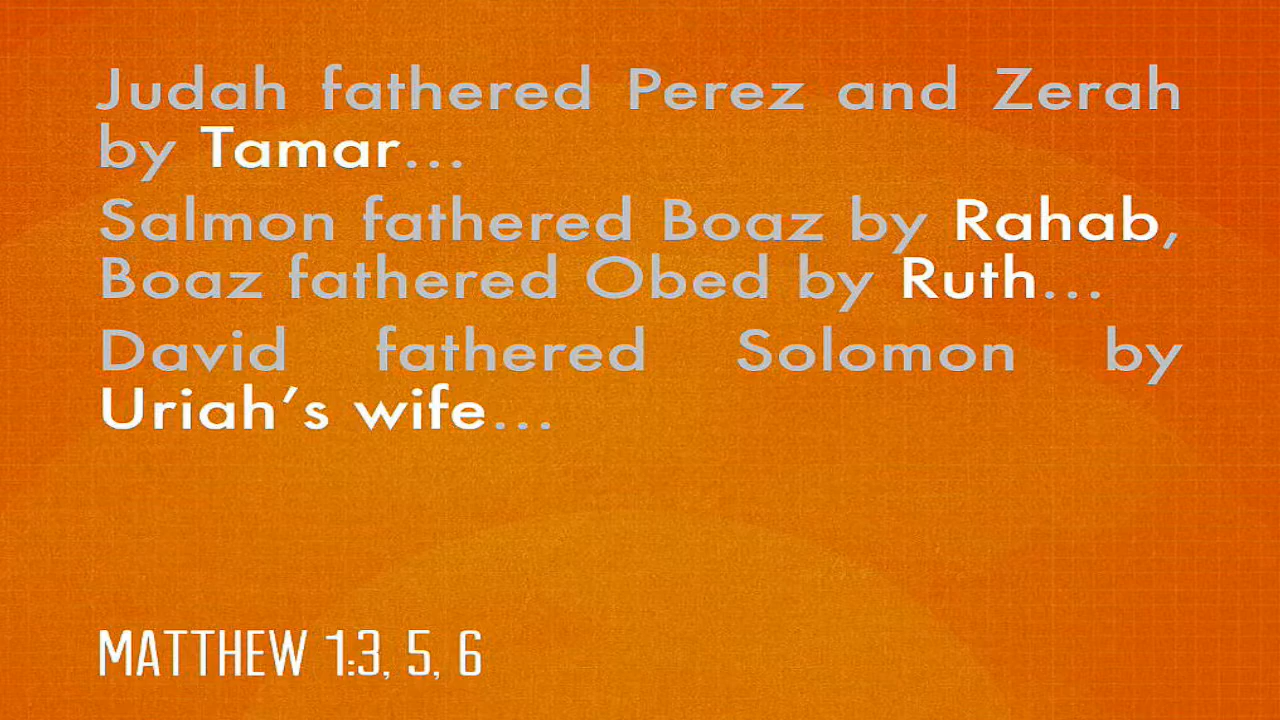 Judah fathered Perez and Zerah
by Tamar...
Salmon fathered Boaz by Rahab,
Boaz fathered Obed by Ruth...
David fathered Solomon by
Uriah’s wife...
MATTHEW 1:3, 5, 6